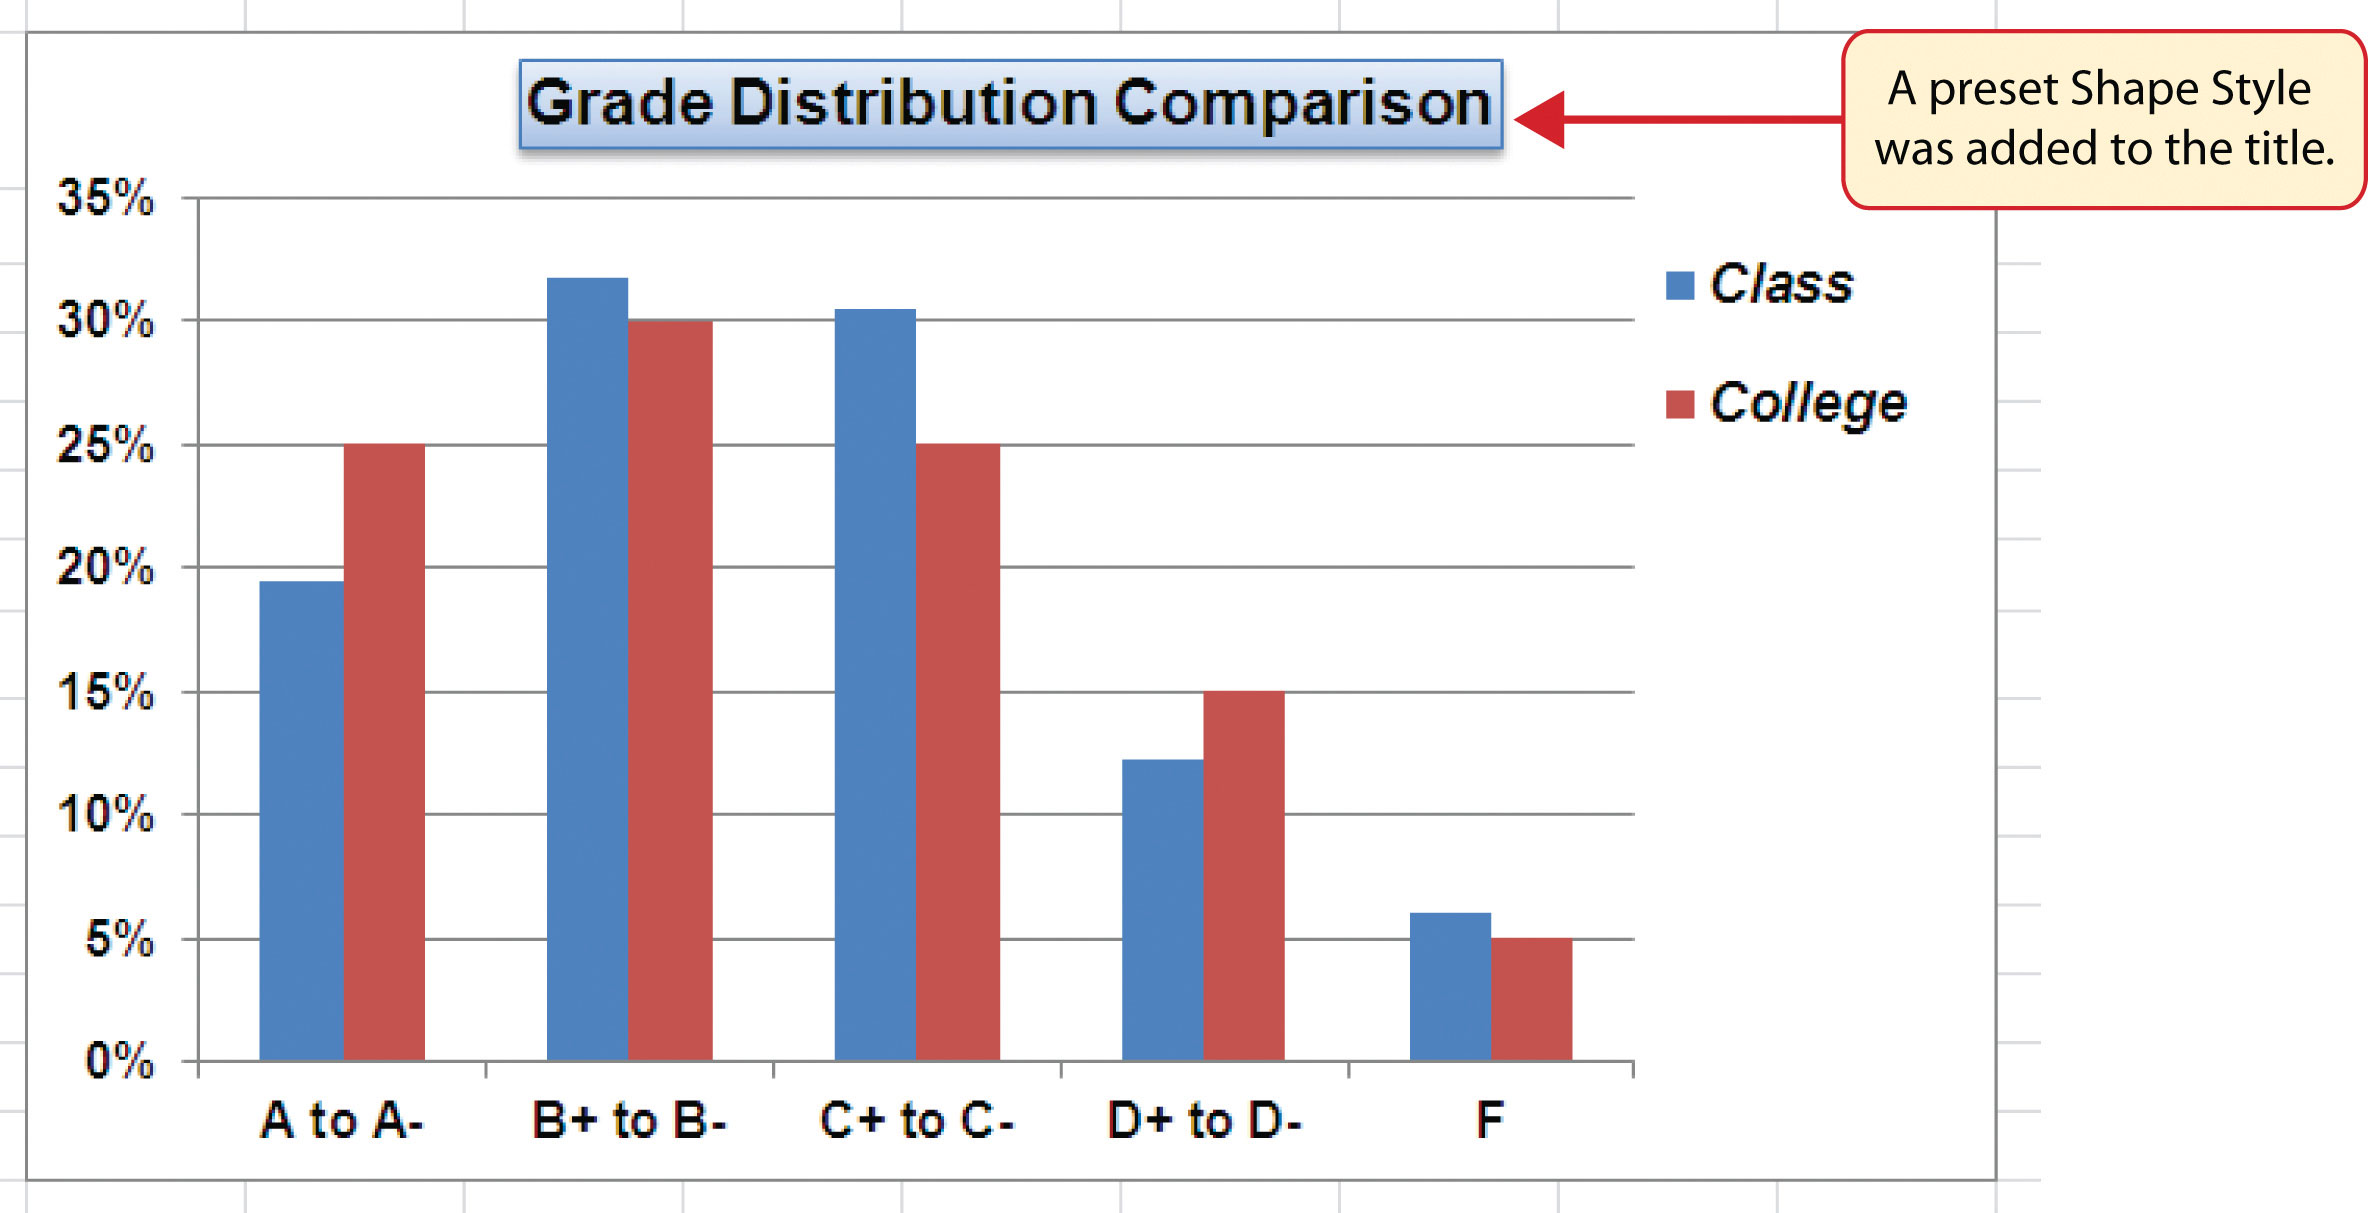 Grade Distribution Comparison
A preset Shape Style
was added to the title.
35%
30%
25%
20%
15%
10%
5%
0%
Class
College
A to A-
B+ to B-
C+ to C-
D+ to D-
F